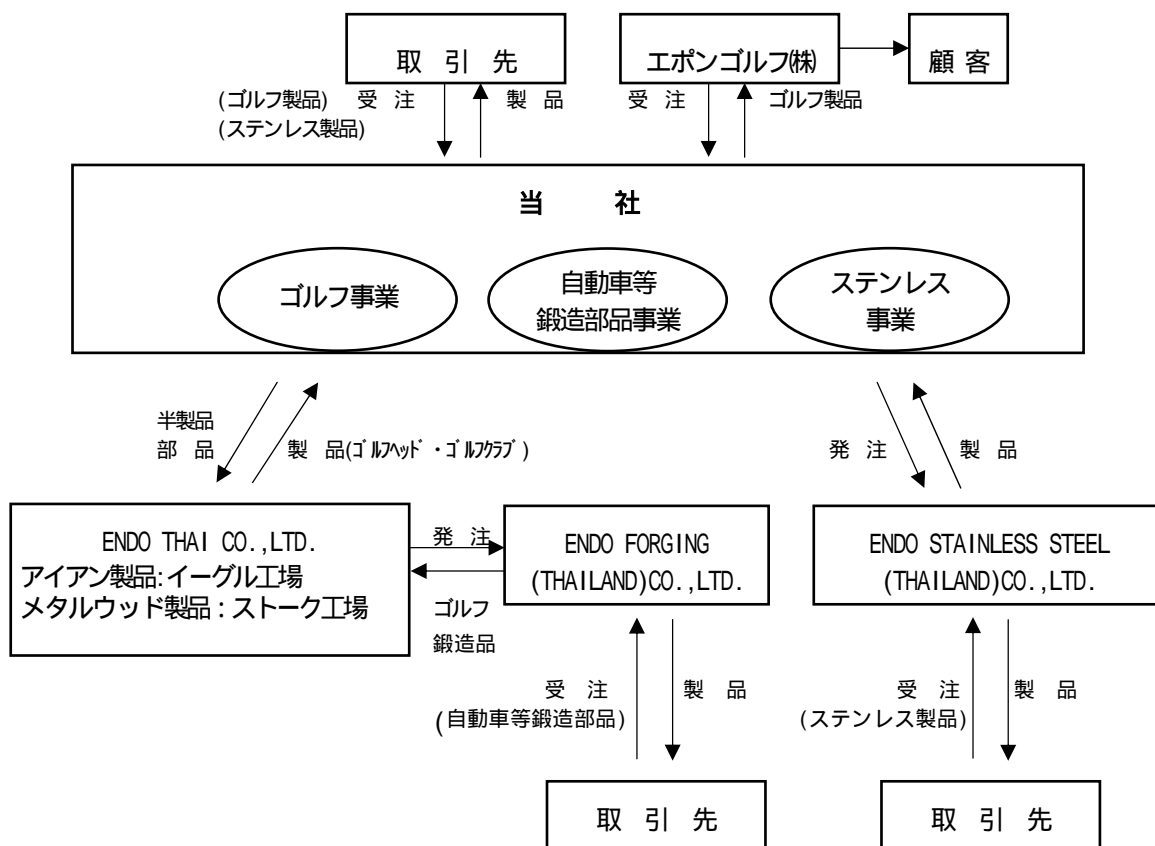 取 引 先
エポンゴルフ㈱
顧 客
(ゴルフ製品) 受 注
製 品
受 注
ゴルフ製品
(ステンレス製品)
当 社
ゴルフ事業
自動車等
鍛造部品事業
ステンレス
事業
半製品
部 品
製 品(ｺﾞﾙﾌﾍｯﾄﾞ・ｺﾞﾙﾌｸﾗﾌﾞ)
発 注
製 品
ENDO THAI CO.,LTD.
アイアン製品:イーグル工場
メタルウッド製品:ストーク工場
発 注
ゴルフ
鍛造品
ENDO FORGING
(THAILAND)CO.,LTD.
ENDO STAINLESS STEEL
(THAILAND)CO.,LTD.
受 注
(自動車等鍛造部品)
製 品
受 注
(ステンレス製品)
製 品
取 引 先
取 引 先